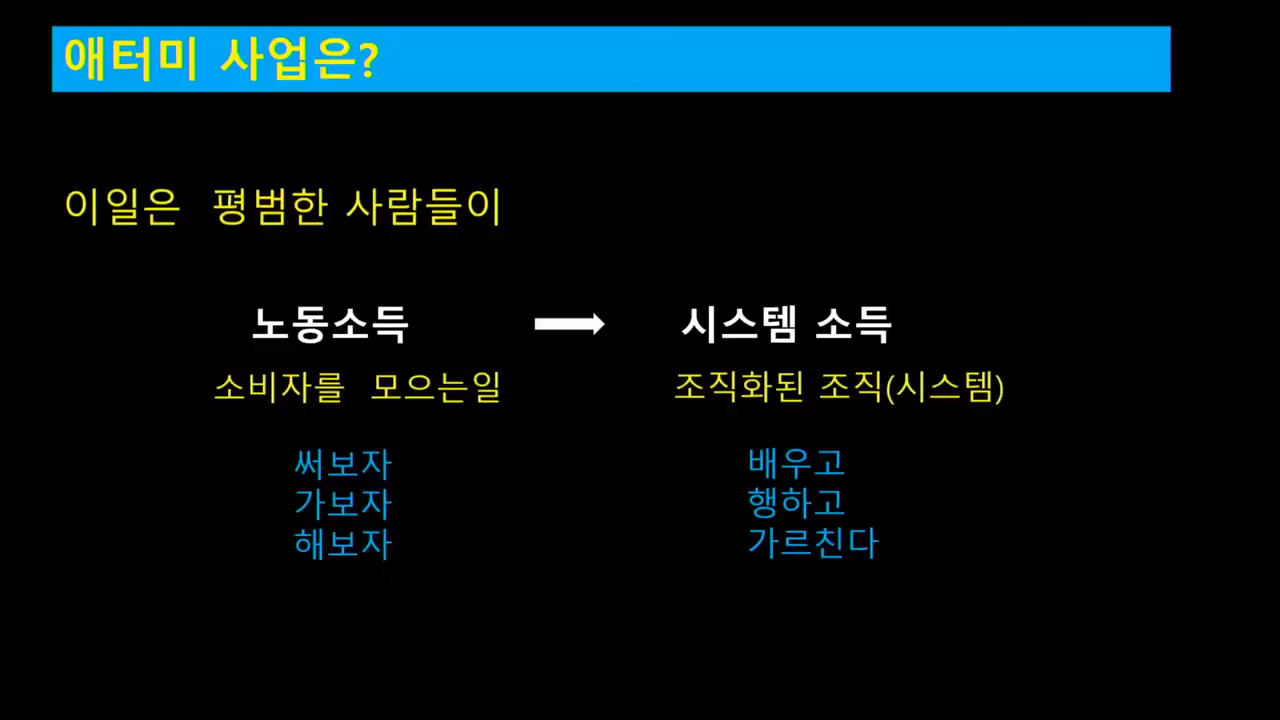 애터미 사업은?
이일은 평범한 사람들이
노동소득 → 시스템 소득
소비자를 모으는일 조직화된 조직(시스템)
써보자 배우고
가보자 행하고
해보자 가르친다